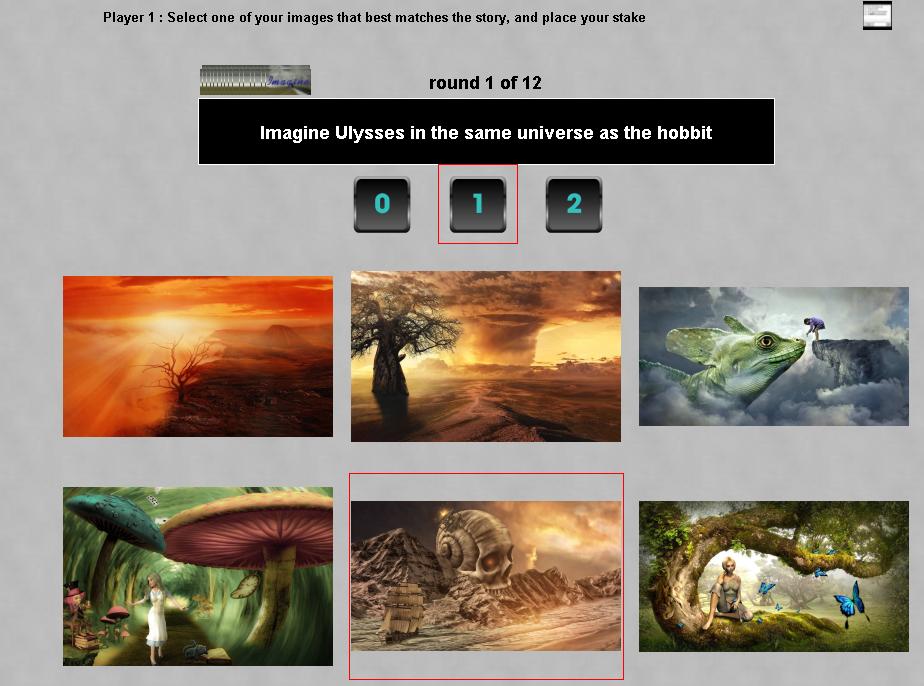 Player 1 : Select one of your images that best matches the story, and place your stake
Imagine
round 1 of 12
Imagine Ulysses in the same universe as the hobbit
0
1
2